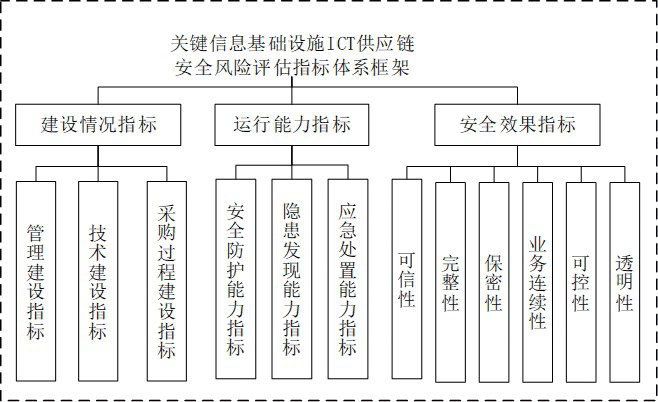 关键信息基础设施ICT供应链
安全风险评估指标体系框架
建设情况指标
运行能力指标
安全效果指标
管理建设指标
技术建设指标
采购过程建设指标
安全防护能力指标
隐患发现能力指标
应急处置能力指标
可信性
完整性
保密性
业务连续性
可控性
透明性